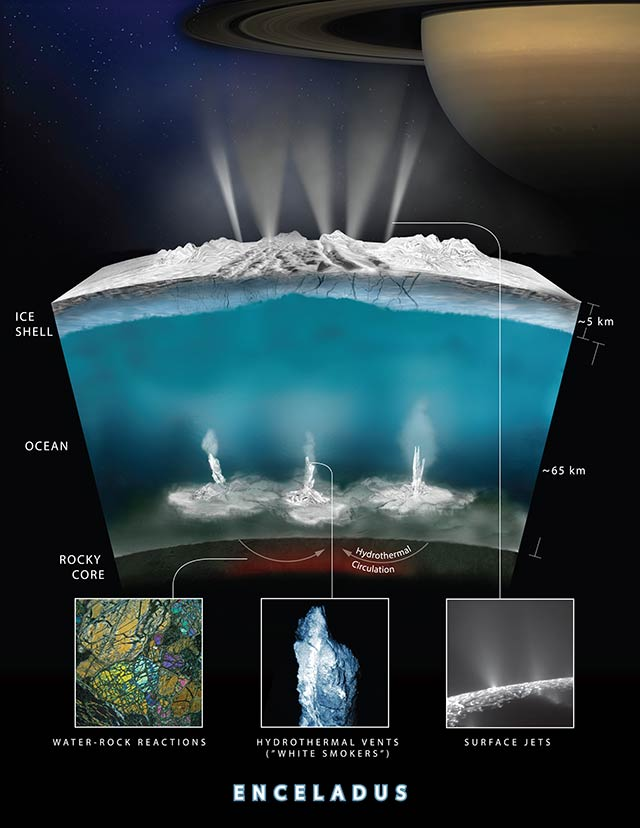 ICE
SHELL
~5 km
OCEAN
~65 km
ROCKY
CORE
Hydrothermal
Circulation
WATER-ROCK REACTIONS
HYDROTHERMAL VENTS
("WHITE SMOKERS")
SURFACE JETS
ENCELADUS